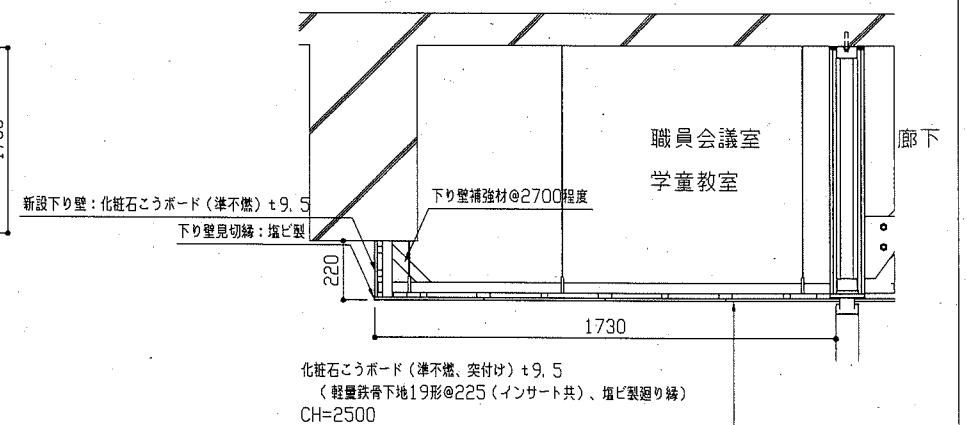 職員会議室
学童教室
廊下
新設下り壁：化粧石こうボード（準不燃）t9.5
下り壁見切縁：塩ビ製
下り壁補強材@2700程度
220
1730
化粧石こうボード（準不燃、突付け）t9.5
（軽量鉄骨下地19形@225（インサート共）、塩ビ製廻り縁）
CH=2500